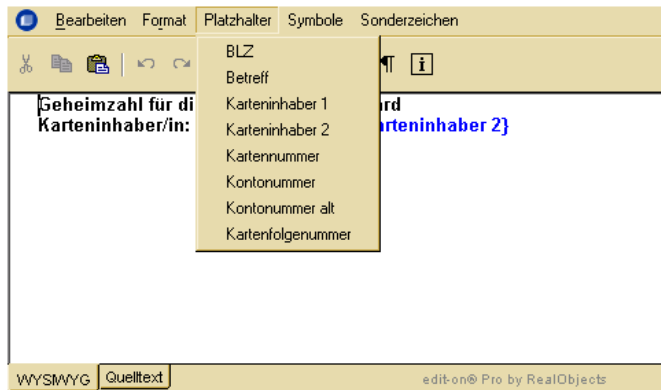 Bearbeiten Format Platzhalter Symbole Sonderzeichen
BLZ
Betreff
Karteninhaber 1
Karteninhaber 2
Kartennummer
Kontonummer
Kontonummer alt
Kartenfolgenummer
¶ i
Geheimzahl für di ard
Karteninhaber/in: arteninhaber 2}
WYSIWYG Quelltext edit-on® Pro by RealObjects